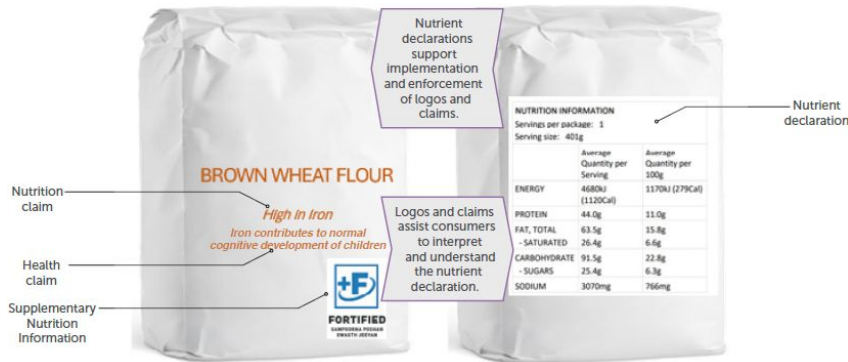 Nutrient
declarations
support
implementation
and enforcement
of logos and
claims.
Nutrition
claim
Health
claim
Supplementary
Nutrition
Information
BROWN WHEAT FLOUR
High In Iron
Iron contributes to normal
cognitive development of children
+F
FORTIFIED
SAMPOORNA POSHAN
SWASTH JEEVAN
Logos and claims
assist consumers
to interpret
and understand
the nutrient
declaration.
NUTRITION INFORMATION
Servings per package: 1
Serving size: 401g
Average Quantity per Serving Average Quantity per 100g
ENERGY 4680kJ (1120Cal) 1170kJ (279Cal)
PROTEIN 44.0g 11.0g
FAT, TOTAL 63.5g 15.8g
- SATURATED 26.4g 6.6g
CARBOHYDRATE 91.5g 22.8g
- SUGARS 25.4g 6.3g
SODIUM 3070mg 766mg
Nutrient
declaration